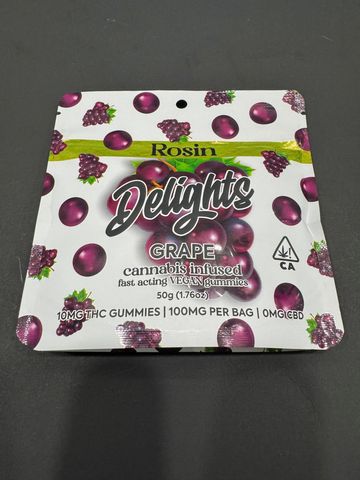 Rosin
Delights
GRAPE
cannabis infused
fast acting VEGAN gummies
50g (1.76oz)
CA
10MG THC GUMMIES | 100MG PER BAG | 0MG CBD